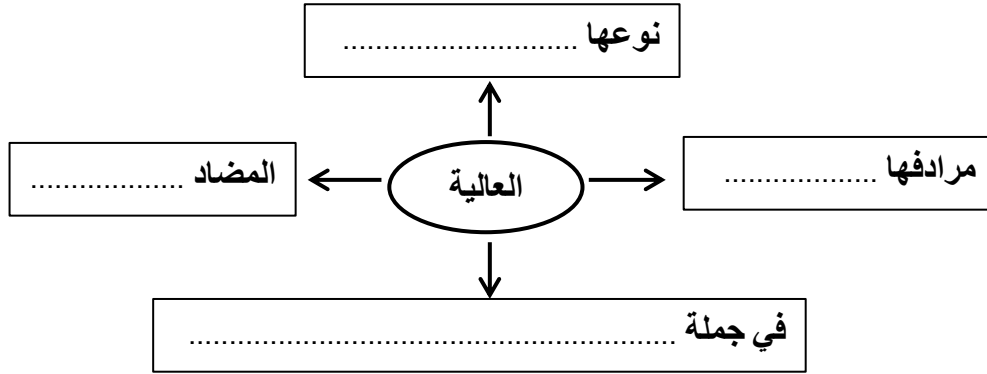 نوعها ............................
مرادفها ...................
العالية
المضاد ...................
في جملة ............................................................